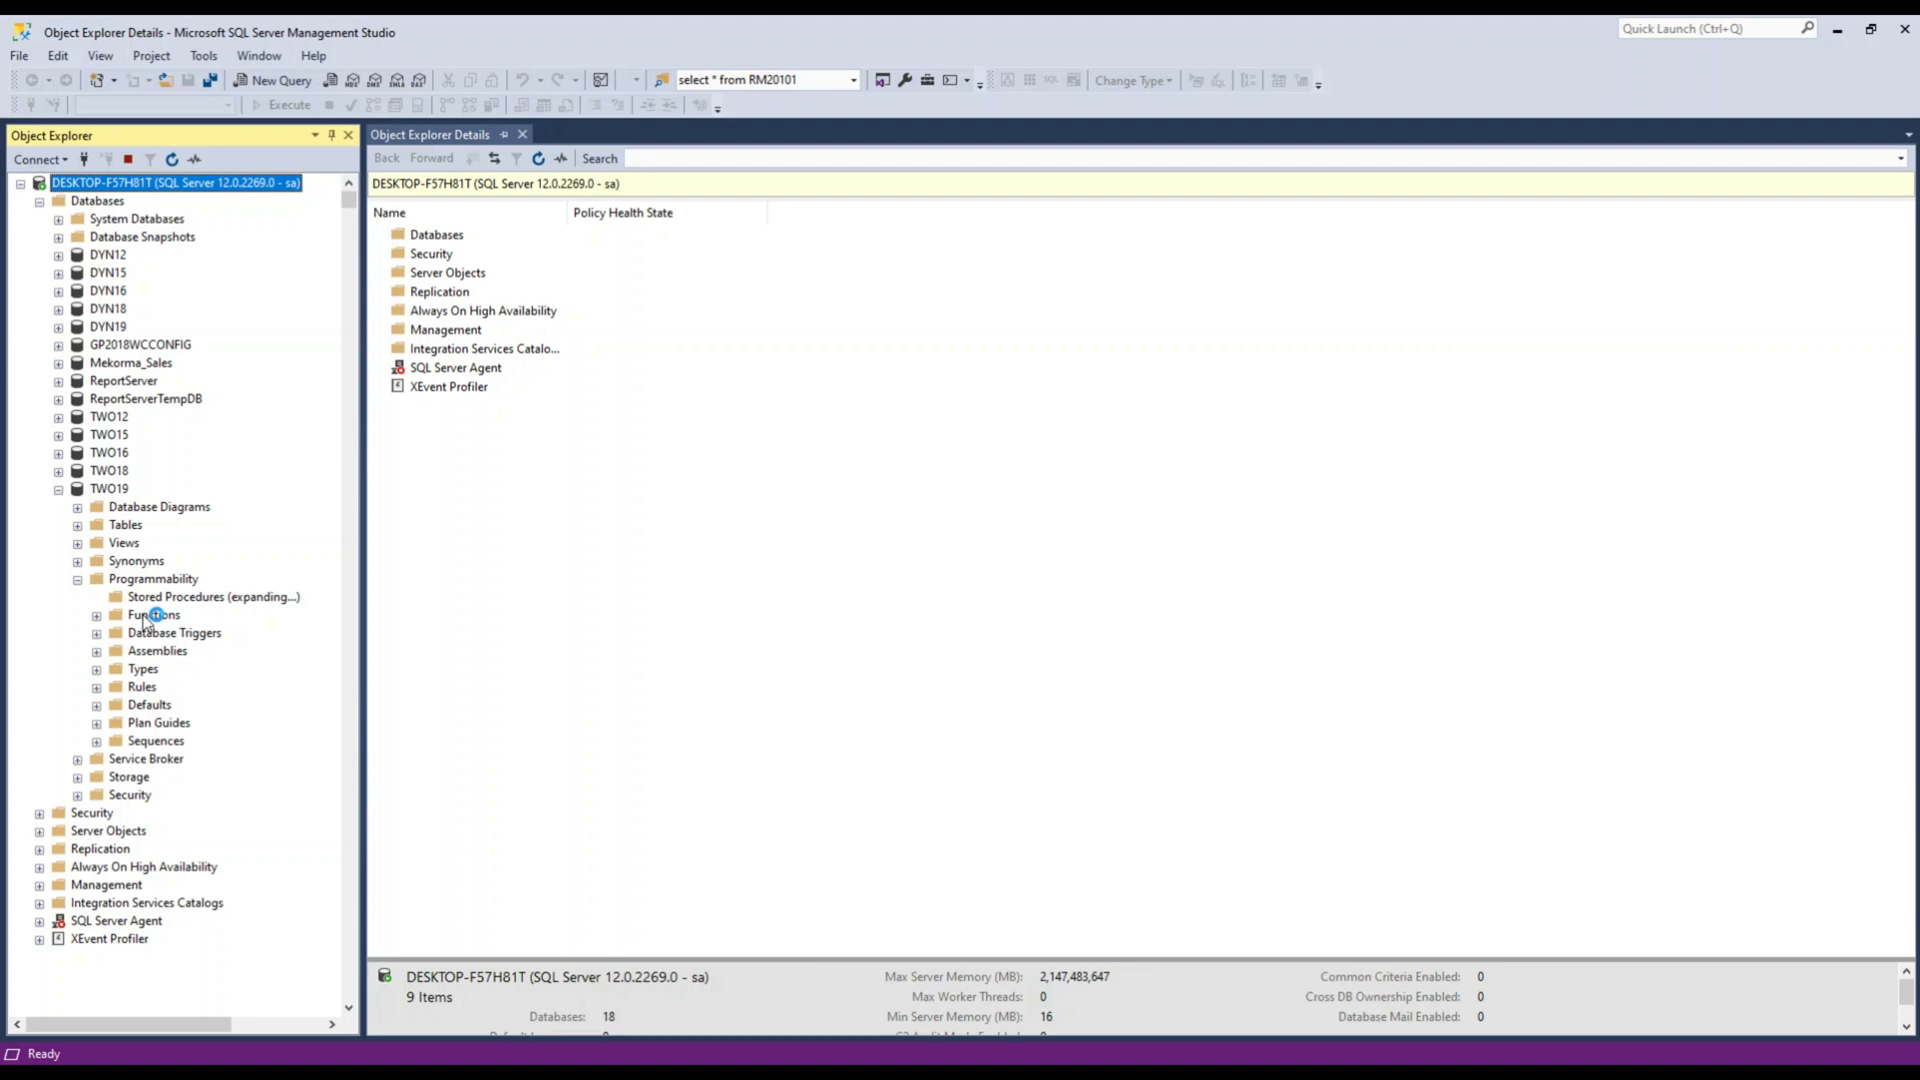 Object Explorer Details - Microsoft SQL Server Management Studio
Quick Launch (Ctrl+Q)
File Edit View Project Tools Window Help
New Query
select * from RM20101
Change Type
Execute
Object Explorer
Object Explorer Details
Connect
Back Forward Search
DESKTOP-F57H81T (SQL Server 12.0.2269.0 - sa)
DESKTOP-F57H81T (SQL Server 12.0.2269.0 - sa)
Databases
System Databases
Database Snapshots
DYN12
DYN15
DYN16
DYN18
DYN19
GP2018WCCONFIG
Mekorma_Sales
ReportServer
ReportServerTempDB
TWO12
TWO15
TWO16
TWO18
TWO19
Database Diagrams
Tables
Views
Synonyms
Programmability
Stored Procedures (expanding...)
Functions
Database Triggers
Assemblies
Types
Rules
Defaults
Plan Guides
Sequences
Service Broker
Storage
Security
Security
Server Objects
Replication
Always On High Availability
Management
Integration Services Catalogs
SQL Server Agent
XEvent Profiler
Name Policy Health State
Databases
Security
Server Objects
Replication
Always On High Availability
Management
Integration Services Catalo...
SQL Server Agent
XEvent Profiler
DESKTOP-F57H81T (SQL Server 12.0.2269.0 - sa)
9 Items
Databases: 18
Max Server Memory (MB): 2,147,483,647
Max Worker Threads: 0
Min Server Memory (MB): 16
Common Criteria Enabled: 0
Cross DB Ownership Enabled: 0
Database Mail Enabled: 0
Ready